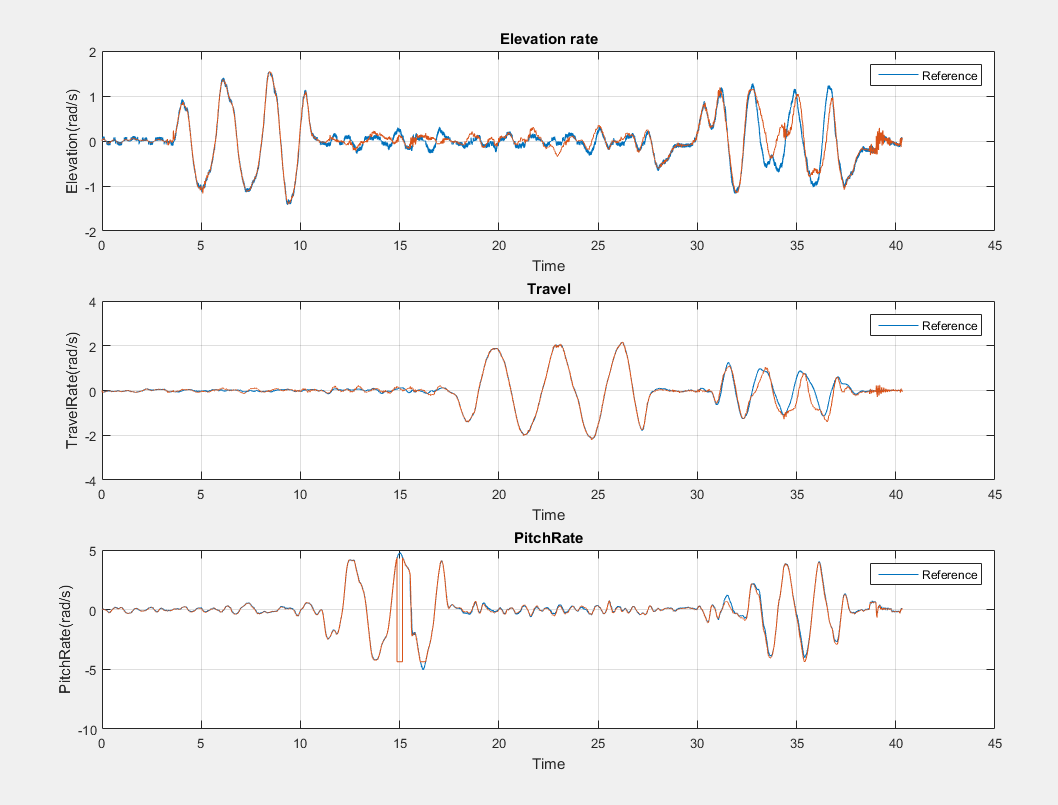 Elevation rate
2
1
0
-1
-2
Elevation(rad/s)
Reference
0 5 10 15 20 25 30 35 40 45
Time
Travel
4
2
0
-2
-4
TravelRate(rad/s)
Reference
0 5 10 15 20 25 30 35 40 45
Time
PitchRate
5
0
-5
-10
PitchRate(rad/s)
Reference
0 5 10 15 20 25 30 35 40 45
Time